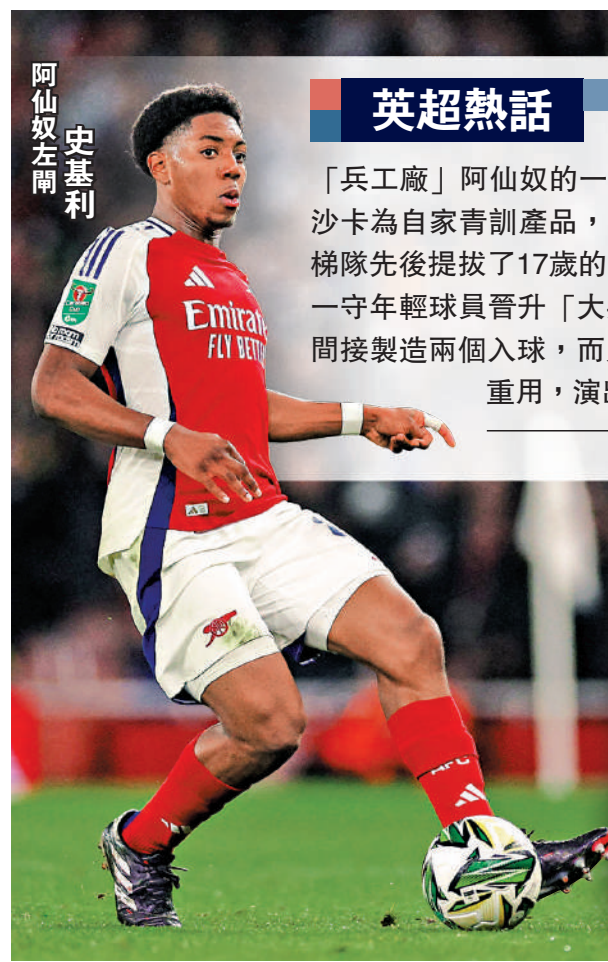 阿仙奴左閘
史基利
英超熱話
「兵工廠」阿仙奴的一
沙卡為自家青訓產品，
梯隊先後提拔了17歲的
一守年輕球員晉升「大
間接製造兩個入球，而
重用，演出
Emirates
FLY BETTER
AFC